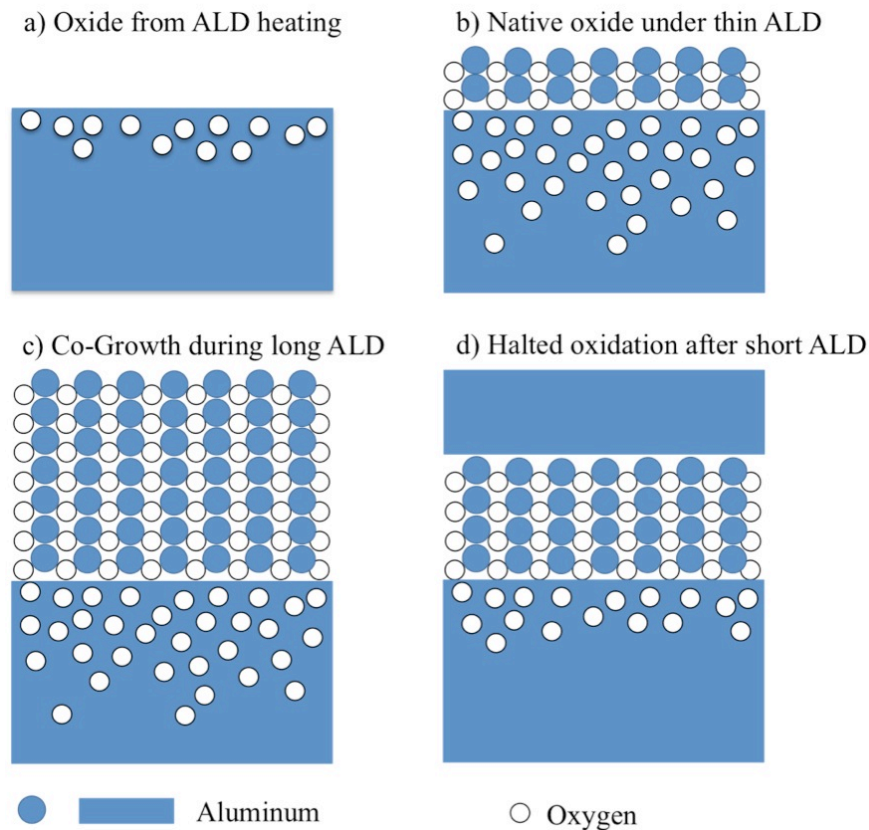 a) Oxide from ALD heating
b) Native oxide under thin ALD
c) Co-Growth during long ALD
d) Halted oxidation after short ALD
Aluminum
Oxygen